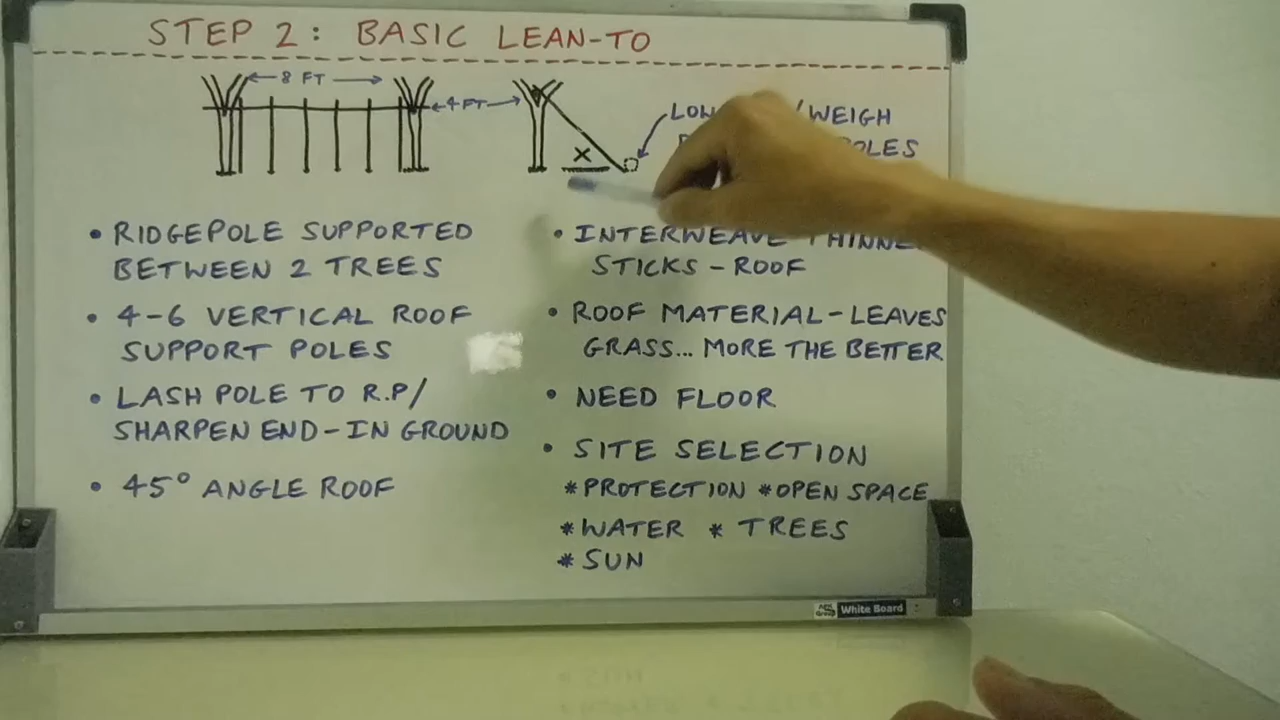 STEP 2: BASIC LEAN-TO
8 FT
4 FT
X
/WEIGH
POLES
• RIDGEPOLE SUPPORTED
BETWEEN 2 TREES
• 4-6 VERTICAL ROOF
SUPPORT POLES
• LASH POLE TO R.P/
SHARPEN END-IN GROUND
• 45° ANGLE ROOF
• INTERWEAVE
STICKS - ROOF
• ROOF MATERIAL-LEAVES
GRASS... MORE THE BETTER
• NEED FLOOR
• SITE SELECTION
*PROTECTION *OPEN SPACE
*WATER * TREES
*SUN
White Board